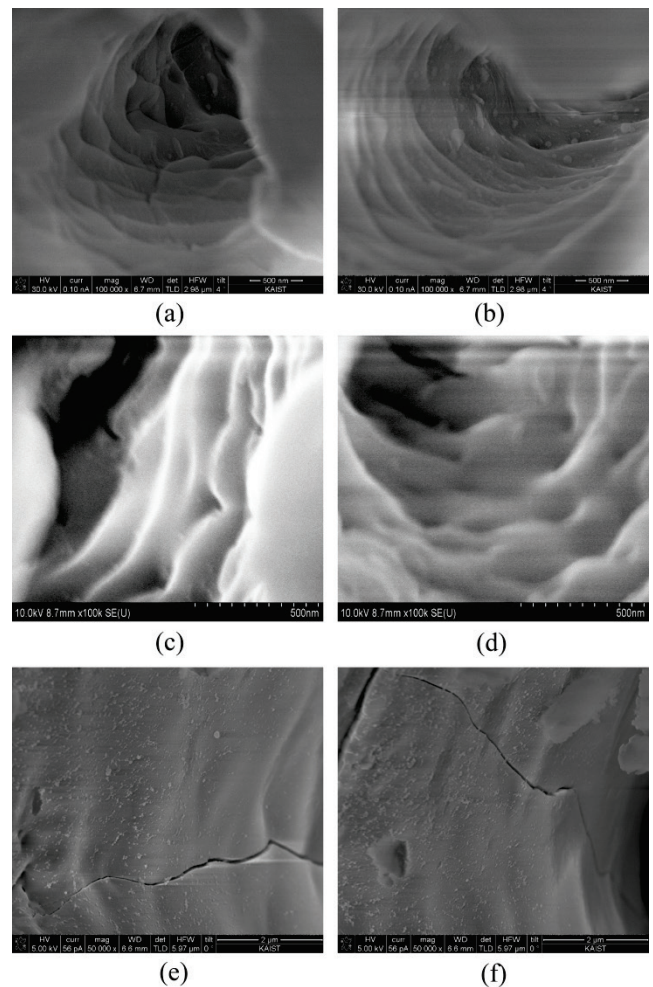 HV curr mag WD det HFW tilt 500 nm
30.0 kV 0.10 nA 100 000 x 6.7 mm TLD 2.98 µm 4 KAIST
(a)
HV curr mag WD det HFW tilt 500 nm
30.0 kV 0.10 nA 100 000 x 6.7 mm TLD 2.98 µm 4 KAIST
(b)
10.0kV 8.7mm x100k SE(U) 500nm
(c)
10.0kV 8.7mm x100k SE(U) 500nm
(d)
HV curr mag WD det HFW tilt 2 µm
5.00 kV 56 pA 50 000 x 6.6 mm TLD 5.97 µm 0 ° KAIST
(e)
HV curr mag WD det HFW tilt 2 µm
5.00 kV 56 pA 50 000 x 6.6 mm TLD 5.97 µm 0 ° KAIST
(f)